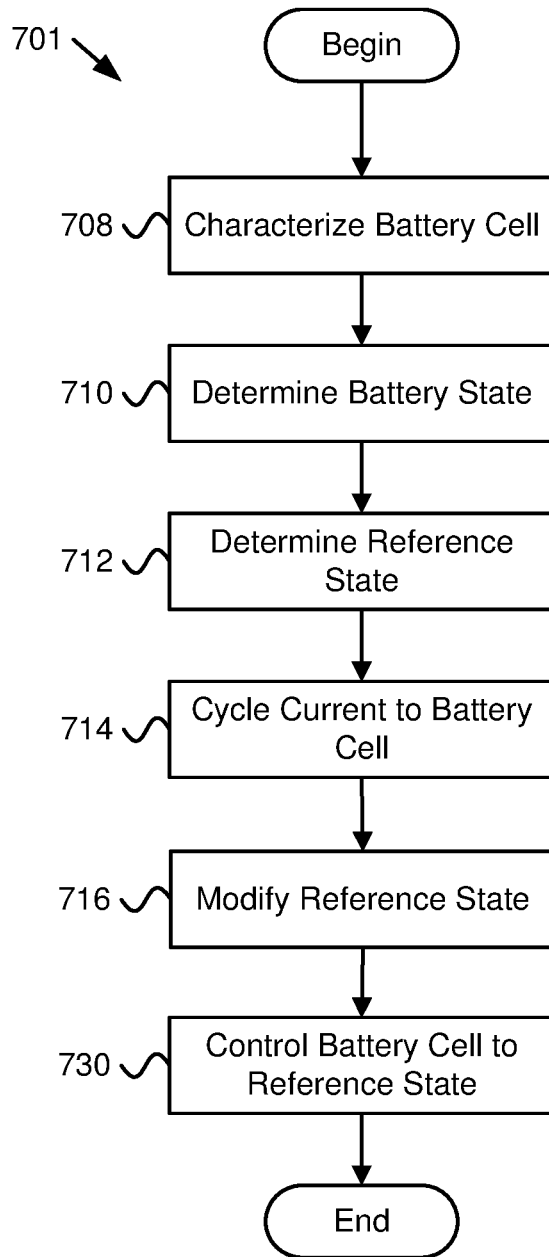 701
Begin
708
Characterize Battery Cell
710
Determine Battery State
712
Determine Reference
State
714
Cycle Current to Battery
Cell
716
Modify Reference State
730
Control Battery Cell to
Reference State
End